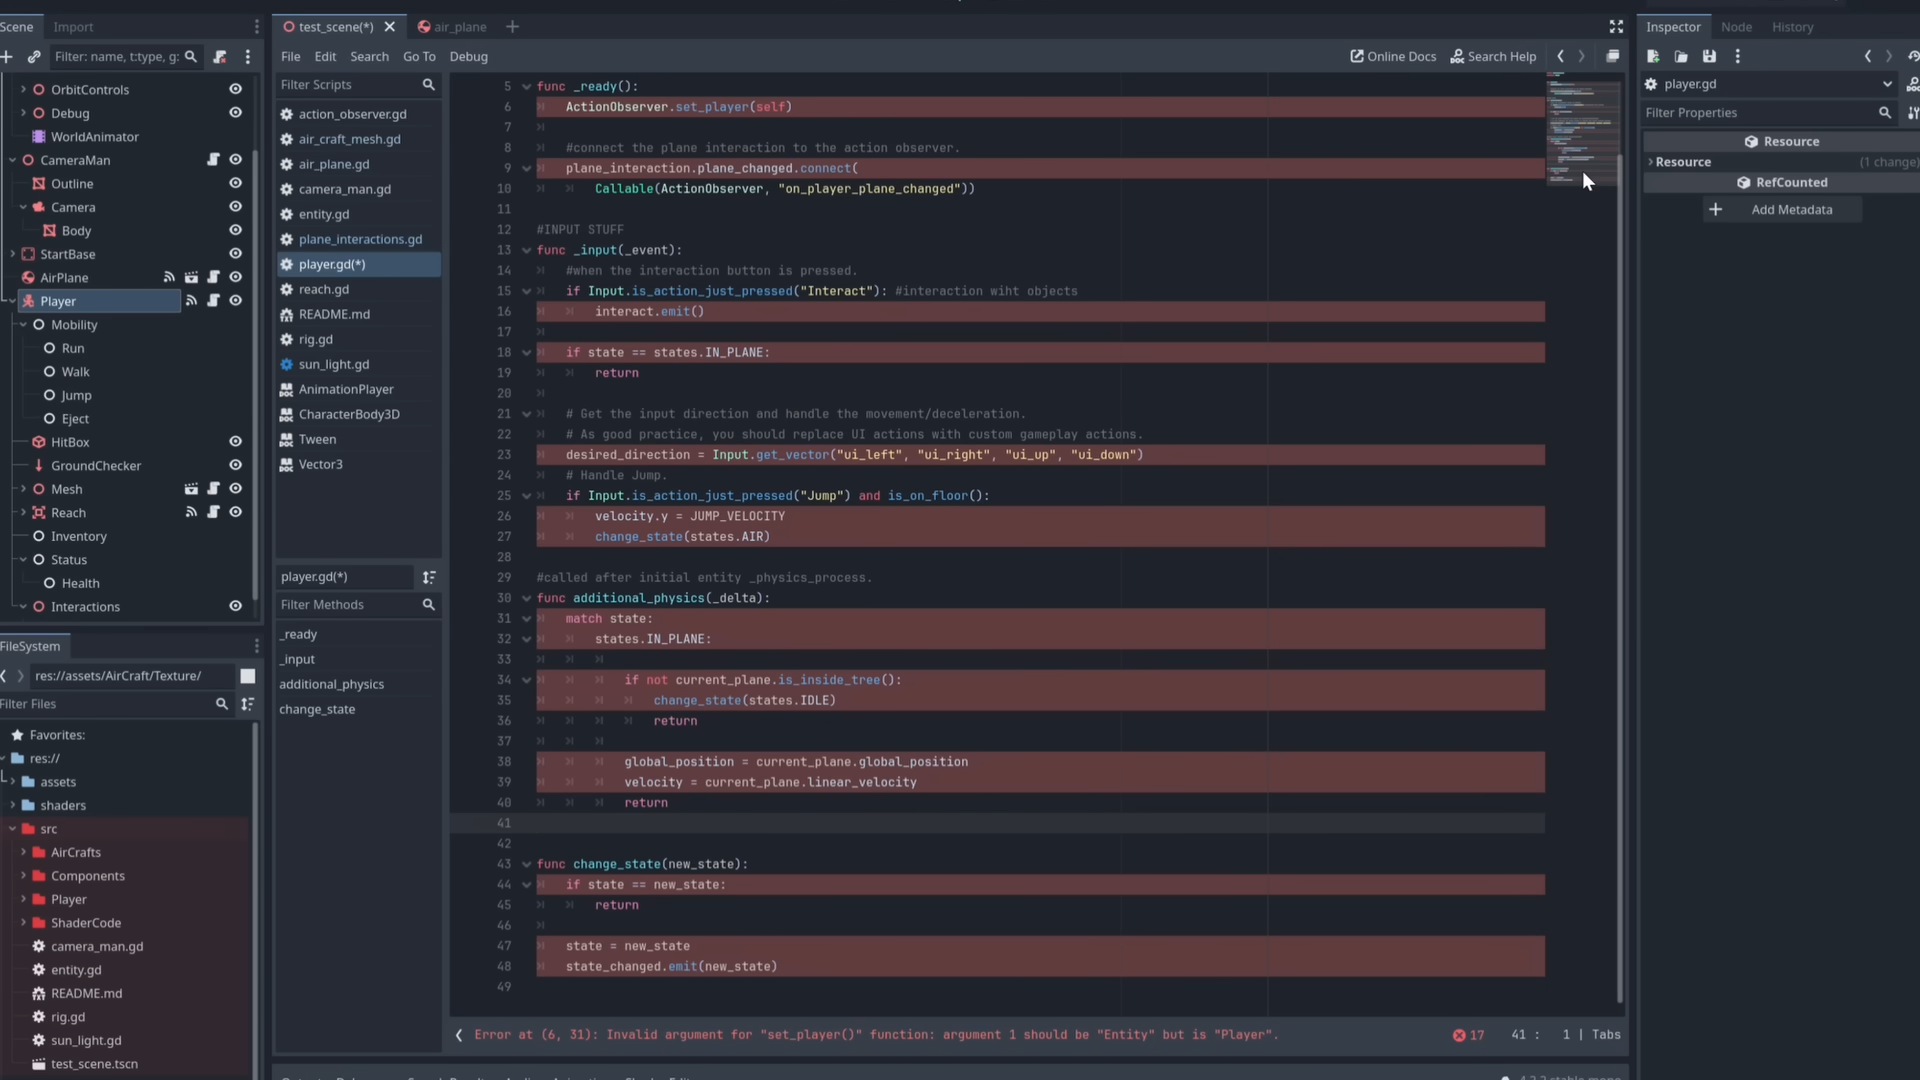 Scene
Import
Filter: name, t:type, g:
OrbitControls
Debug
WorldAnimator
CameraMan
Outline
Camera
Body
StartBase
AirPlane
Player
Mobility
Run
Walk
Jump
Eject
HitBox
GroundChecker
Mesh
Reach
Inventory
Status
Health
Interactions
FileSystem
res://assets/AirCraft/Texture/
Filter Files
Favorites:
res://
assets
shaders
src
AirCrafts
Components
Player
ShaderCode
camera_man.gd
entity.gd
README.md
rig.gd
sun_light.gd
test_scene.tscn
test_scene(*)
air_plane
File Edit Search Go To Debug
Online Docs
Search Help
Filter Scripts
action_observer.gd
air_craft_mesh.gd
air_plane.gd
camera_man.gd
entity.gd
plane_interactions.gd
player.gd(*)
reach.gd
README.md
rig.gd
sun_light.gd
AnimationPlayer
CharacterBody3D
Tween
Vector3
player.gd(*)
Filter Methods
_ready
_input
additional_physics
change_state
5 func _ready():
6 ActionObserver.set_player(self)
7
8 #connect the plane interaction to the action observer.
9 plane_interaction.plane_changed.connect(
10 Callable(ActionObserver, "on_player_plane_changed"))
11
12 #INPUT STUFF
13 func _input(_event):
14 #when the interaction button is pressed.
15 if Input.is_action_just_pressed("Interact"): #interaction wiht objects
16 interact.emit()
17
18 if state == states.IN_PLANE:
19 return
20
21 # Get the input direction and handle the movement/deceleration.
22 # As good practice, you should replace UI actions with custom gameplay actions.
23 desired_direction = Input.get_vector("ui_left", "ui_right", "ui_up", "ui_down")
24 # Handle Jump.
25 if Input.is_action_just_pressed("Jump") and is_on_floor():
26 velocity.y = JUMP_VELOCITY
27 change_state(states.AIR)
28
29 #called after initial entity _physics_process.
30 func additional_physics(_delta):
31 match state:
32 states.IN_PLANE:
33
34 if not current_plane.is_inside_tree():
35 change_state(states.IDLE)
36 return
37
38 global_position = current_plane.global_position
39 velocity = current_plane.linear_velocity
40 return
41
42
43 func change_state(new_state):
44 if state == new_state:
45 return
46
47 state = new_state
48 state_changed.emit(new_state)
49
Error at (6, 31): Invalid argument for "set_player()" function: argument 1 should be "Entity" but is "Player".
17
41 : 1 | Tabs
Inspector
Node
History
player.gd
Filter Properties
Resource
Resource (1 change)
RefCounted
Add Metadata